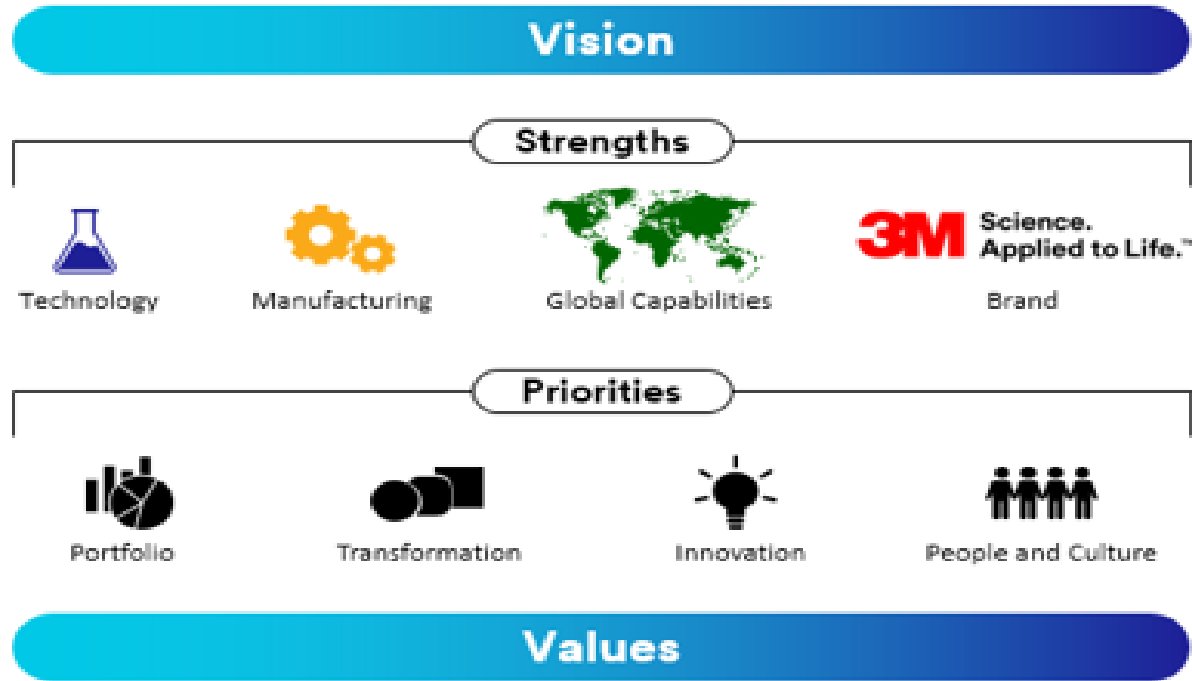 Vision
Strengths
3M Science.
Applied to Life.™
Technology
Manufacturing
Global Capabilities
Brand
Priorities
Portfolio
Transformation
Innovation
People and Culture
Values